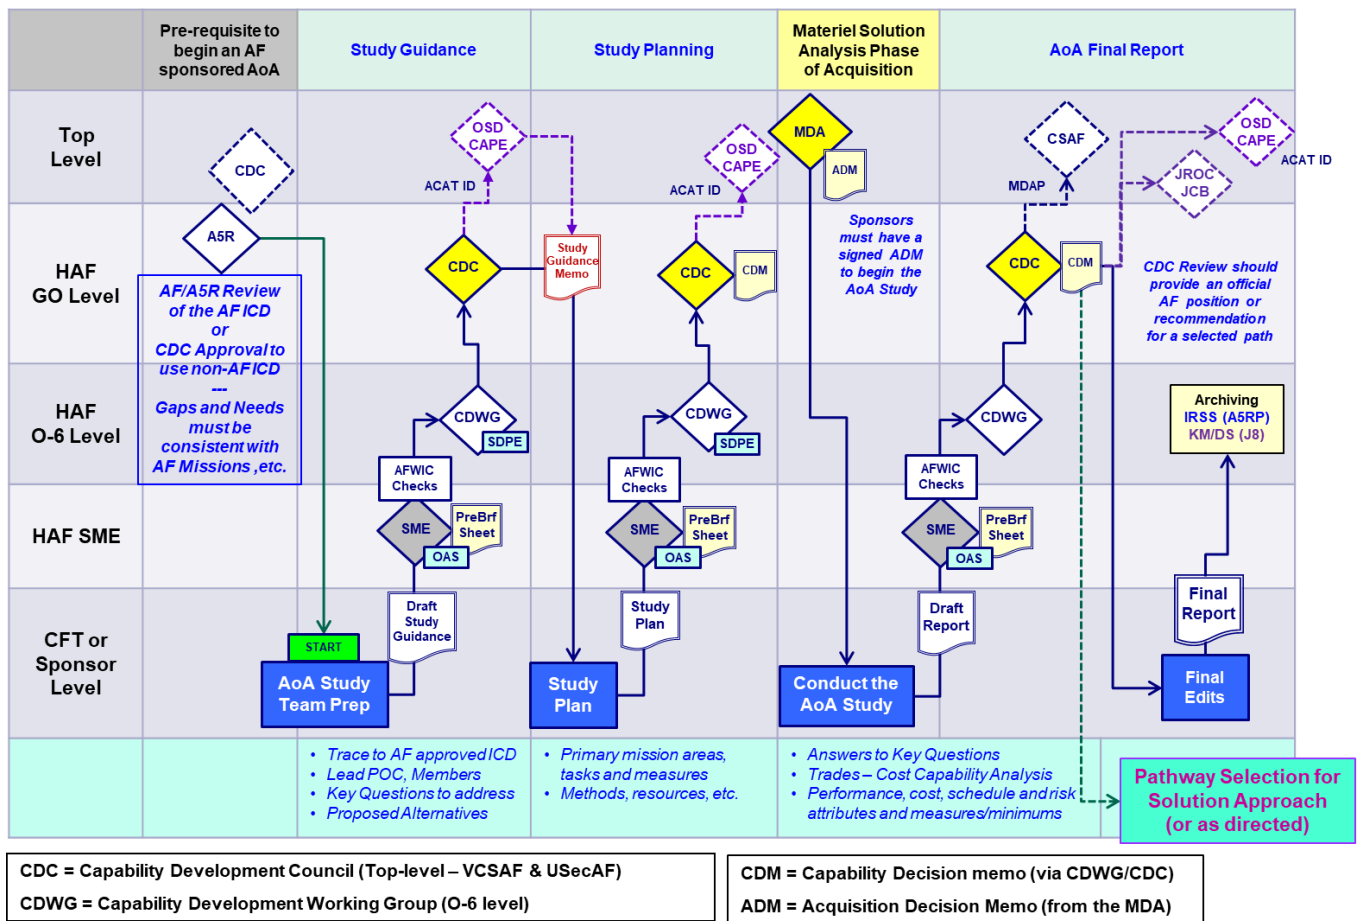 Pre-requisite to
begin an AF
sponsored AoA
Study Guidance
Study Planning
Materiel Solution
Analysis Phase
of Acquisition
AoA Final Report
Top
Level
CDC
OSD
CAPE
ACAT ID
OSD
CAPE
ACAT ID
MDA
ADM
CSAF
MDAP
OSD
CAPE
ACAT ID
JROC
JCB
HAF
GO Level
A5R
AF/A5R Review
of the AF ICD
or
CDC Approval to
use non-AF ICD
---
Gaps and Needs
must be
consistent with
AF Missions ,etc.
CDC
Study
Guidance
Memo
CDC
CDM
Sponsors
must have a
signed ADM
to begin the
AoA Study
CDC
CDM
CDC Review should
provide an official
AF position or
recommendation
for a selected path
HAF
O-6 Level
CDWG
SDPE
AFWIC
Checks
CDWG
SDPE
AFWIC
Checks
CDWG
AFWIC
Checks
Archiving
IRSS (A5RP)
KM/DS (J8)
HAF SME
SME
PreBrf
Sheet
OAS
SME
PreBrf
Sheet
OAS
SME
PreBrf
Sheet
OAS
CFT or
Sponsor
Level
START
AoA Study
Team Prep
Draft
Study
Guidance
Study
Plan
Study
Plan
Conduct the
AoA Study
Draft
Report
Final
Report
Final
Edits
• Trace to AF approved ICD
• Lead POC, Members
• Key Questions to address
• Proposed Alternatives
• Primary mission areas,
tasks and measures
• Methods, resources, etc.
• Answers to Key Questions
• Trades – Cost Capability Analysis
• Performance, cost, schedule and risk
attributes and measures/minimums
Pathway Selection for
Solution Approach
(or as directed)
CDC = Capability Development Council (Top-level – VCSAF & USecAF)
CDWG = Capability Development Working Group (O-6 level)
CDM = Capability Decision memo (via CDWG/CDC)
ADM = Acquisition Decision Memo (from the MDA)